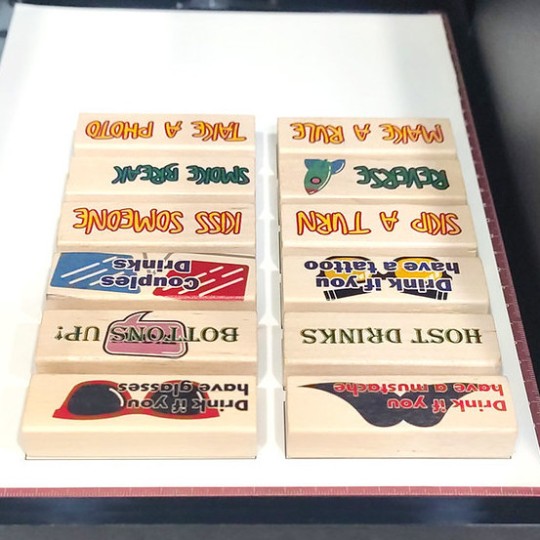 Drink if you
have a mustache
HOST DRINKS
Drink if you
have a tattoo
SKIP A TURN
REVERSE
MAKE A RULE
Drink if you
have glasses
BOTTONS UP!
Couples
Drinks
KISS SOMEONE
SMOKE BREAK
TAKE A PHOTO